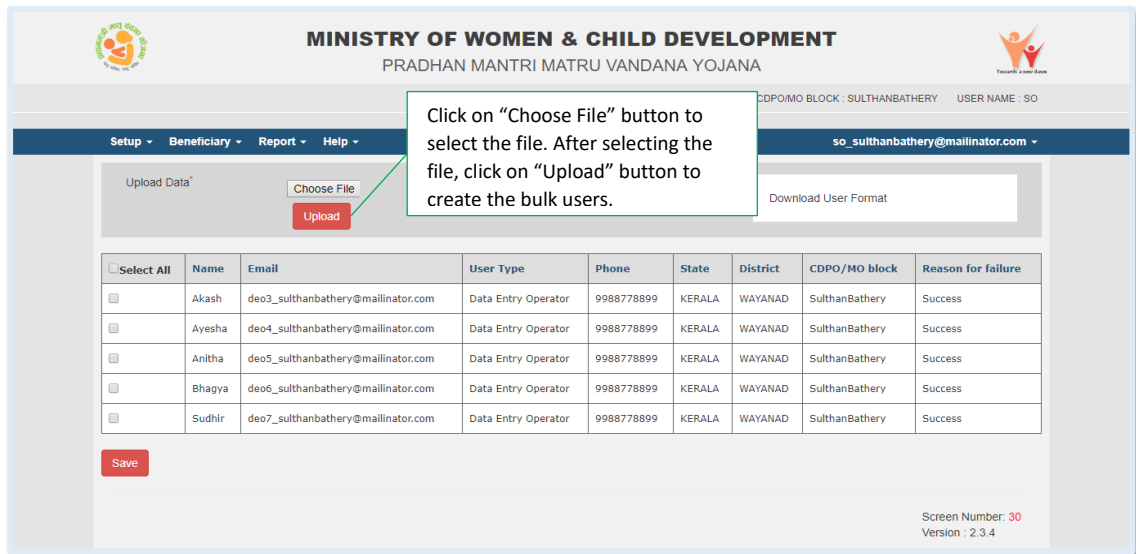 MINISTRY OF WOMEN & CHILD DEVELOPMENT
PRADHAN MANTRI MATRU VANDANA YOJANA
Towards a new dawn
CDPO/MO BLOCK : SULTHANBATHERY USER NAME : SO
Setup Beneficiary Report Help so_sulthanbathery@mailinator.com
Click on “Choose File” button to
select the file. After selecting the
file, click on “Upload” button to
create the bulk users.
Upload Data*
Choose File
Upload
Download User Format
Select All Name Email User Type Phone State District CDPO/MO block Reason for failure
Akash deo3_sulthanbathery@mailinator.com Data Entry Operator 9988778899 KERALA WAYANAD SulthanBathery Success
Ayesha deo4_sulthanbathery@mailinator.com Data Entry Operator 9988778899 KERALA WAYANAD SulthanBathery Success
Anitha deo5_sulthanbathery@mailinator.com Data Entry Operator 9988778899 KERALA WAYANAD SulthanBathery Success
Bhagya deo6_sulthanbathery@mailinator.com Data Entry Operator 9988778899 KERALA WAYANAD SulthanBathery Success
Sudhir deo7_sulthanbathery@mailinator.com Data Entry Operator 9988778899 KERALA WAYANAD SulthanBathery Success
Save
Screen Number: 30
Version : 2.3.4